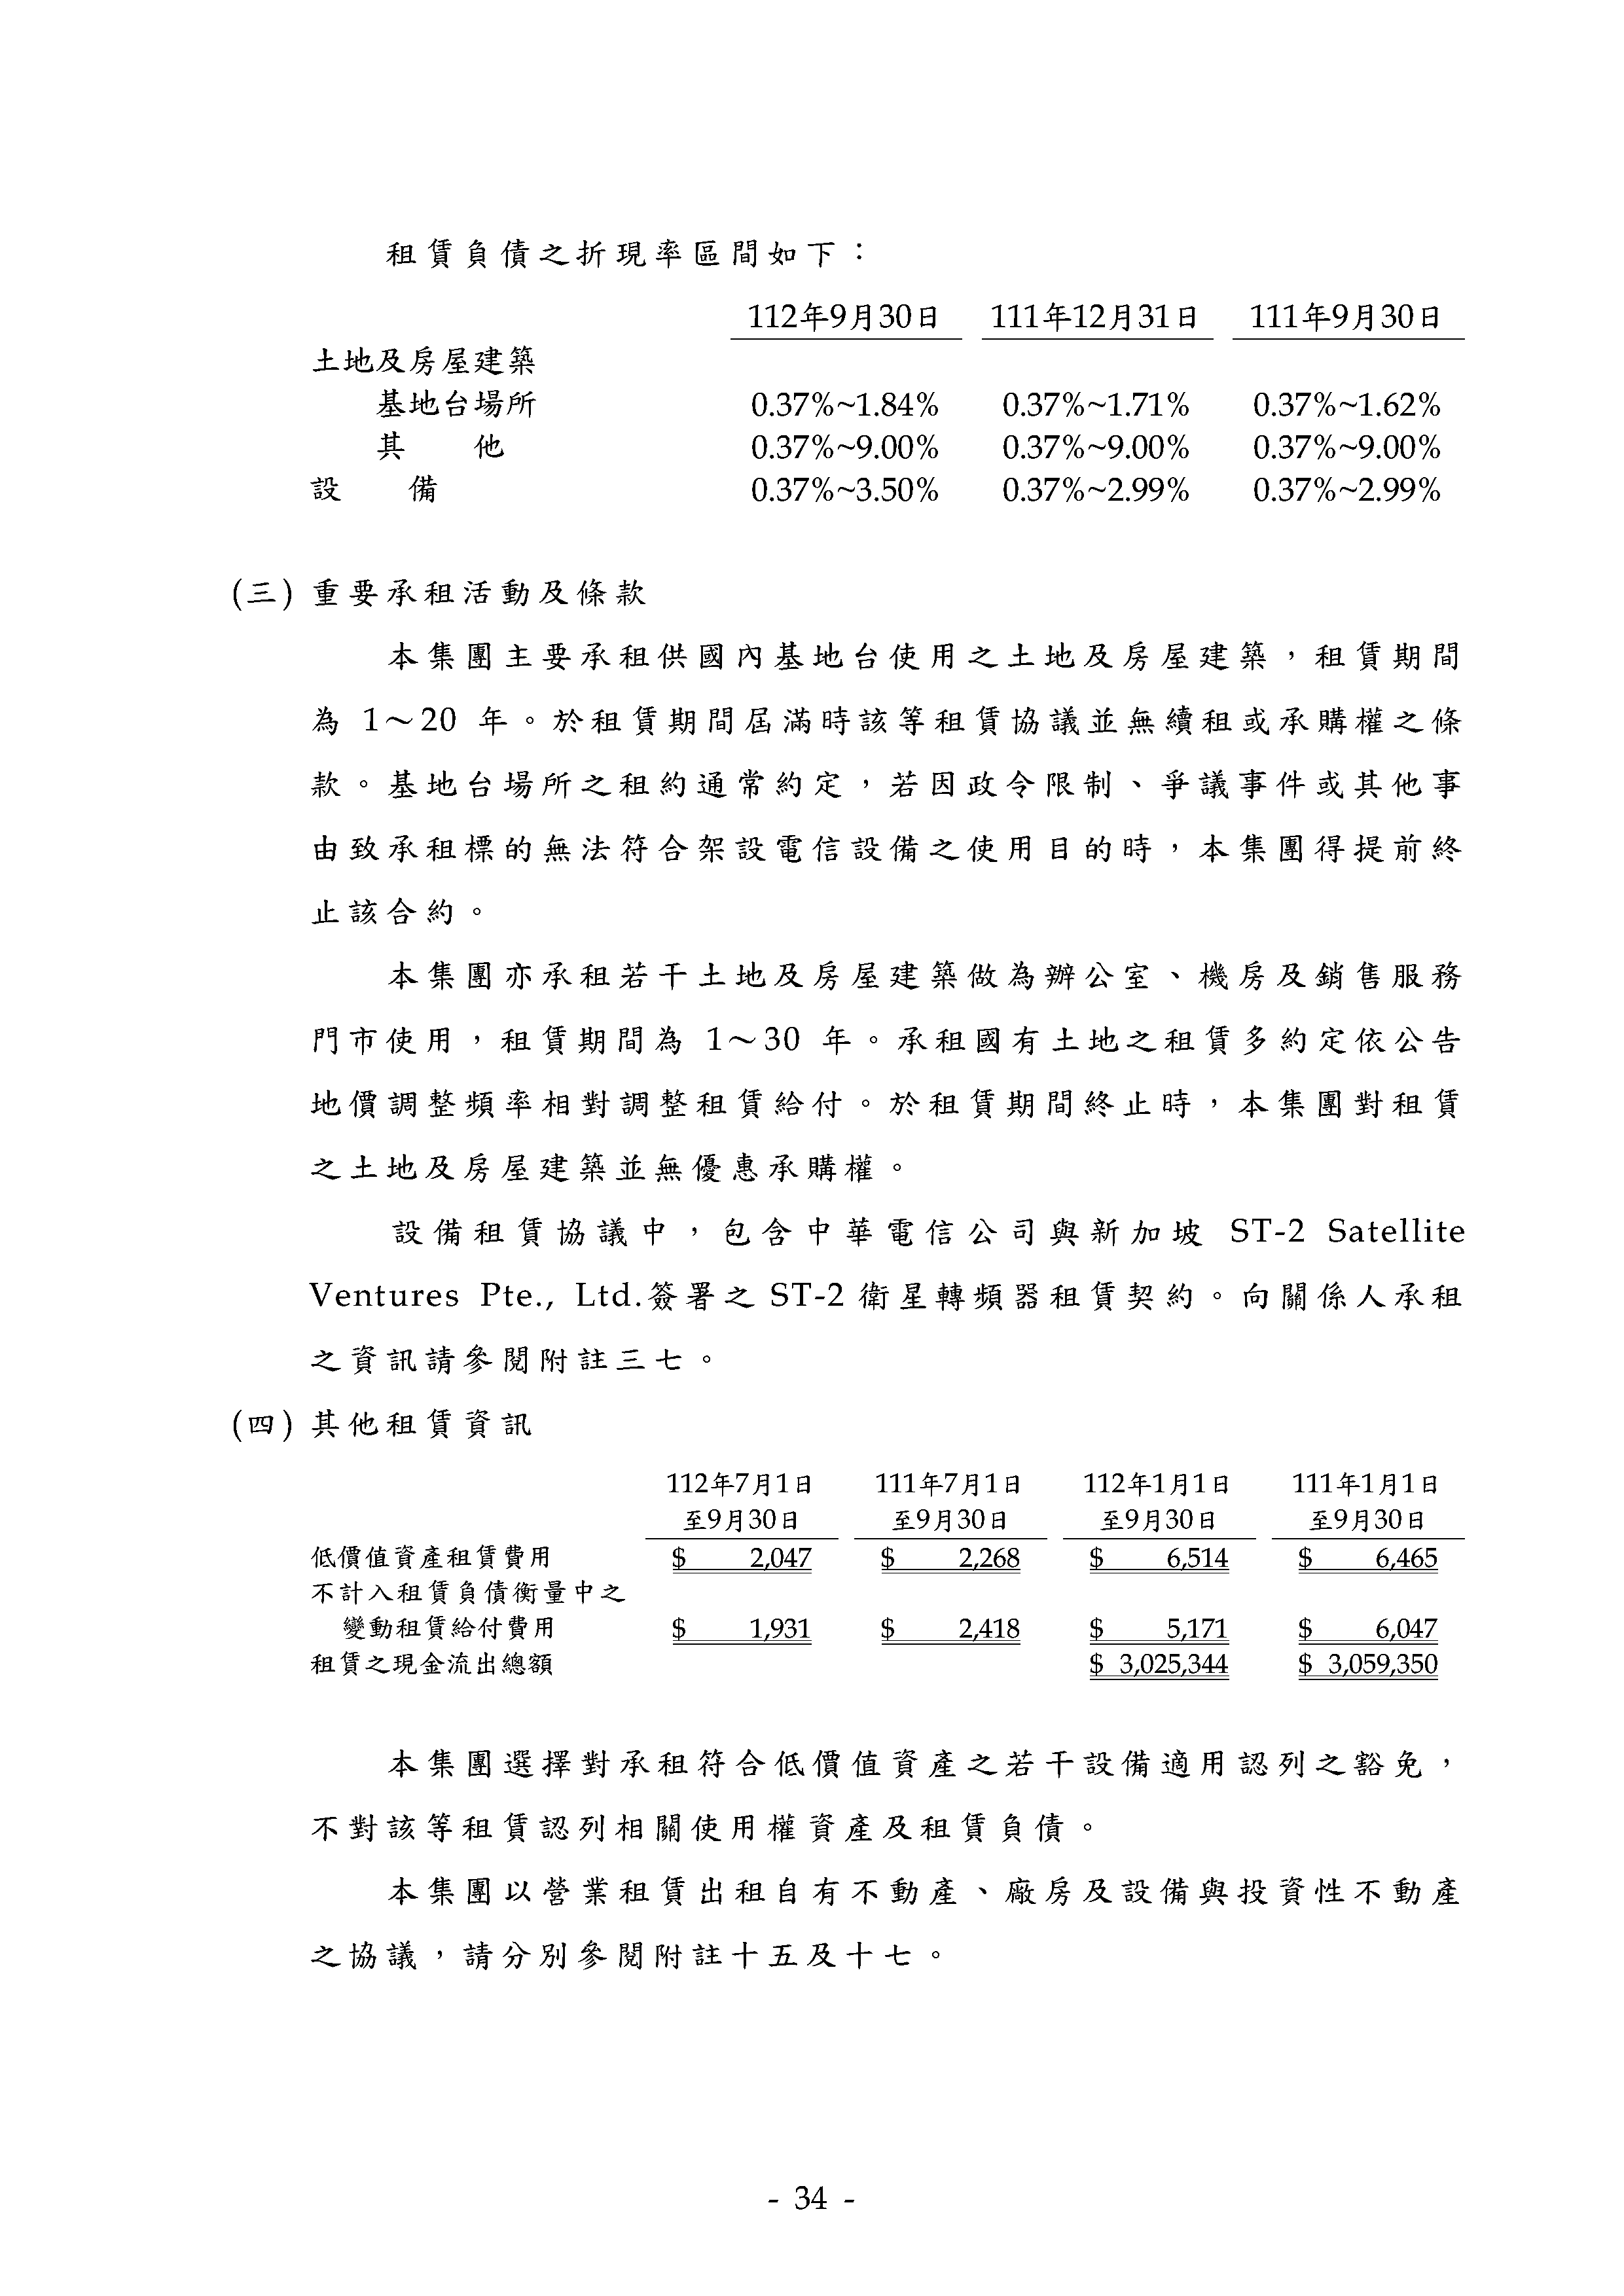 租賃負債之折現率區間如下：
112年9月30日 111年12月31日 111年9月30日
土地及房屋建築
基地台場所 0.37%~1.84% 0.37%~1.71% 0.37%~1.62%
其　　他 0.37%~9.00% 0.37%~9.00% 0.37%~9.00%
設　　備 0.37%~3.50% 0.37%~2.99% 0.37%~2.99%
(三) 重要承租活動及條款
本集團主要承租供國內基地台使用之土地及房屋建築，租賃期間
為 1～20 年。於租賃期間屆滿時該等租賃協議並無續租或承購權之條
款。基地台場所之租約通常約定，若因政令限制、爭議事件或其他事
由致承租標的無法符合架設電信設備之使用目的時，本集團得提前終
止該合約。
本集團亦承租若干土地及房屋建築做為辦公室、機房及銷售服務
門市使用，租賃期間為 1～30 年。承租國有土地之租賃多約定依公告
地價調整頻率相對調整租賃給付。於租賃期間終止時，本集團對租賃
之土地及房屋建築並無優惠承購權。
設備租賃協議中，包含中華電信公司與新加坡 ST-2 Satellite
Ventures Pte., Ltd.簽署之 ST-2 衛星轉頻器租賃契約。向關係人承租
之資訊請參閱附註三七。
(四) 其他租賃資訊
112年7月1日 111年7月1日 112年1月1日 111年1月1日
至9月30日 至9月30日 至9月30日 至9月30日
低價值資產租賃費用 $ 2,047 $ 2,268 $ 6,514 $ 6,465
不計入租賃負債衡量中之
變動租賃給付費用 $ 1,931 $ 2,418 $ 5,171 $ 6,047
租賃之現金流出總額 $ 3,025,344 $ 3,059,350
本集團選擇對承租符合低價值資產之若干設備適用認列之豁免，
不對該等租賃認列相關使用權資產及租賃負債。
本集團以營業租賃出租自有不動產、廠房及設備與投資性不動產
之協議，請分別參閱附註十五及十七。
- 34 -